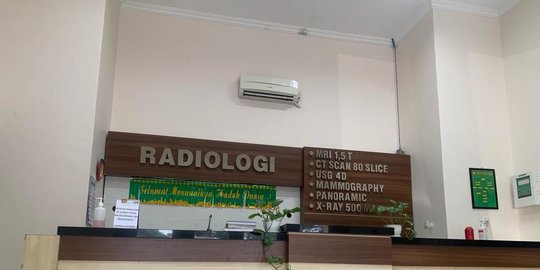 RADIOLOGI
• MRI 1,5 T
• CT SCAN 80 SLICE
• USG 4D
• MAMMOGRAPHY
• PANORAMIC
• X-RAY 500
Selamat Menunaikan Ibadah Puasa